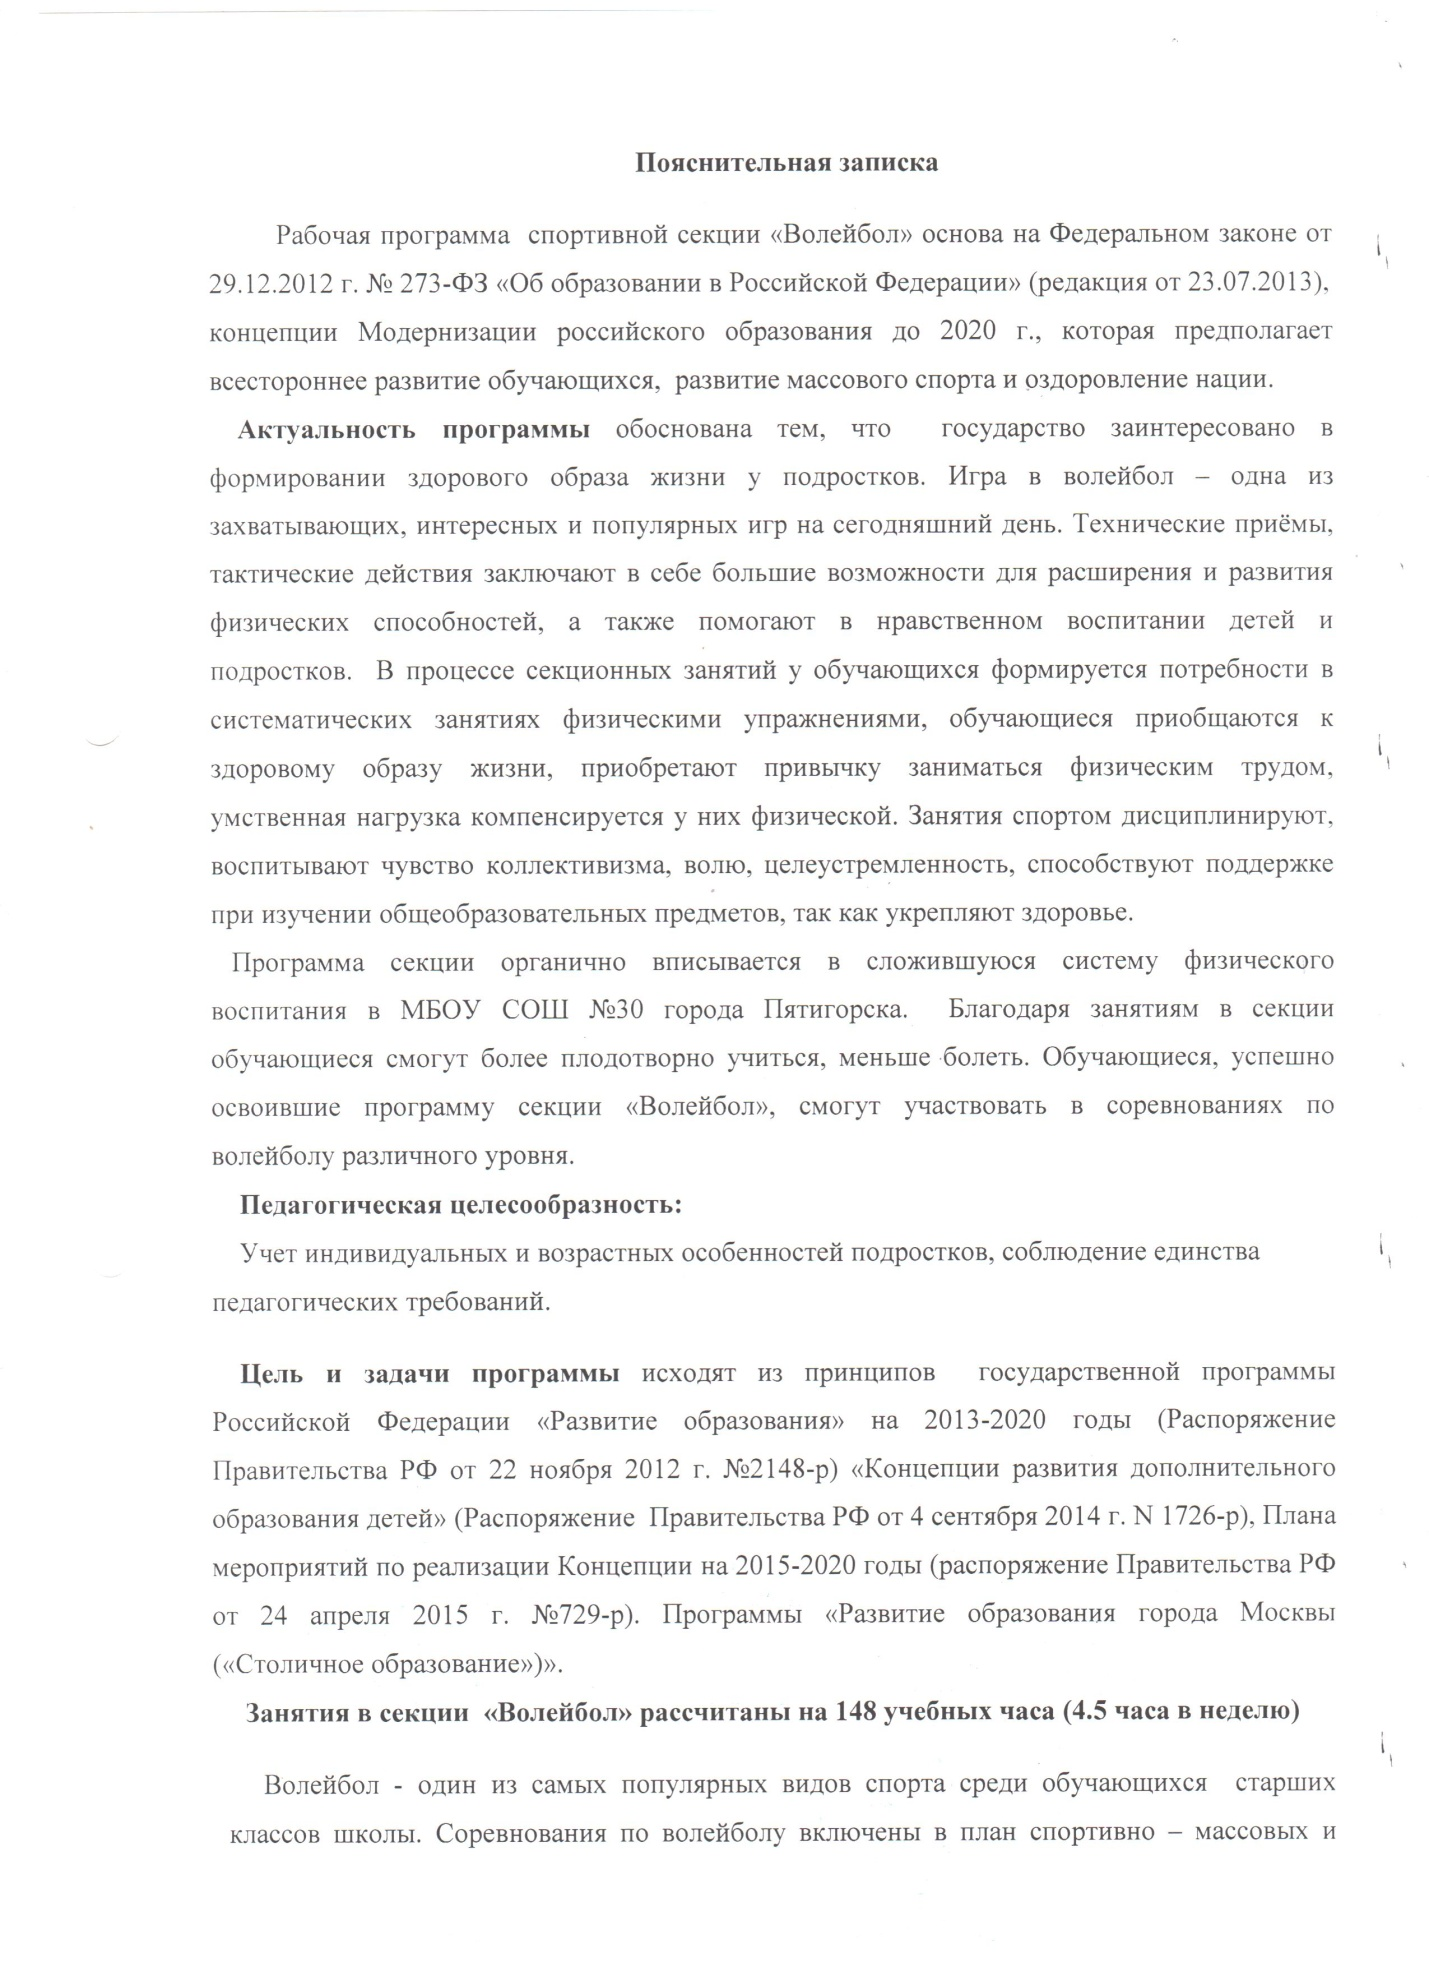 Пояснительная записка
Рабочая программа спортивной секции «Волейбол» основа на Федеральном законе от
29.12.2012 г. № 273-ФЗ «Об образовании в Российской Федерации» (редакция от 23.07.2013),
концепции Модернизации российского образования до 2020 г., которая предполагает
всестороннее развитие обучающихся, развитие массового спорта и оздоровление нации.
Актуальность программы обоснована тем, что государство заинтересовано в
формировании здорового образа жизни у подростков. Игра в волейбол – одна из
захватывающих, интересных и популярных игр на сегодняшний день. Технические приёмы,
тактические действия заключают в себе большие возможности для расширения и развития
физических способностей, а также помогают в нравственном воспитании детей и
подростков. В процессе секционных занятий у обучающихся формируется потребности в
систематических занятиях физическими упражнениями, обучающиеся приобщаются к
здоровому образу жизни, приобретают привычку заниматься физическим трудом,
умственная нагрузка компенсируется у них физической. Занятия спортом дисциплинируют,
воспитывают чувство коллективизма, волю, целеустремленность, способствуют поддержке
при изучении общеобразовательных предметов, так как укрепляют здоровье.
Программа секции органично вписывается в сложившуюся систему физического
воспитания в МБОУ СОШ №30 города Пятигорска. Благодаря занятиям в секции
обучающиеся смогут более плодотворно учиться, меньше болеть. Обучающиеся, успешно
освоившие программу секции «Волейбол», смогут участвовать в соревнованиях по
волейболу различного уровня.
Педагогическая целесообразность:
Учет индивидуальных и возрастных особенностей подростков, соблюдение единства
педагогических требований.
Цель и задачи программы исходят из принципов государственной программы
Российской Федерации «Развитие образования» на 2013-2020 годы (Распоряжение
Правительства РФ от 22 ноября 2012 г. №2148-р) «Концепции развития дополнительного
образования детей» (Распоряжение Правительства РФ от 4 сентября 2014 г. N 1726-р), Плана
мероприятий по реализации Концепции на 2015-2020 годы (распоряжение Правительства РФ
от 24 апреля 2015 г. №729-р). Программы «Развитие образования города Москвы
(«Столичное образование»)».
Занятия в секции «Волейбол» рассчитаны на 148 учебных часа (4.5 часа в неделю)
Волейбол - один из самых популярных видов спорта среди обучающихся старших
классов школы. Соревнования по волейболу включены в план спортивно – массовых и